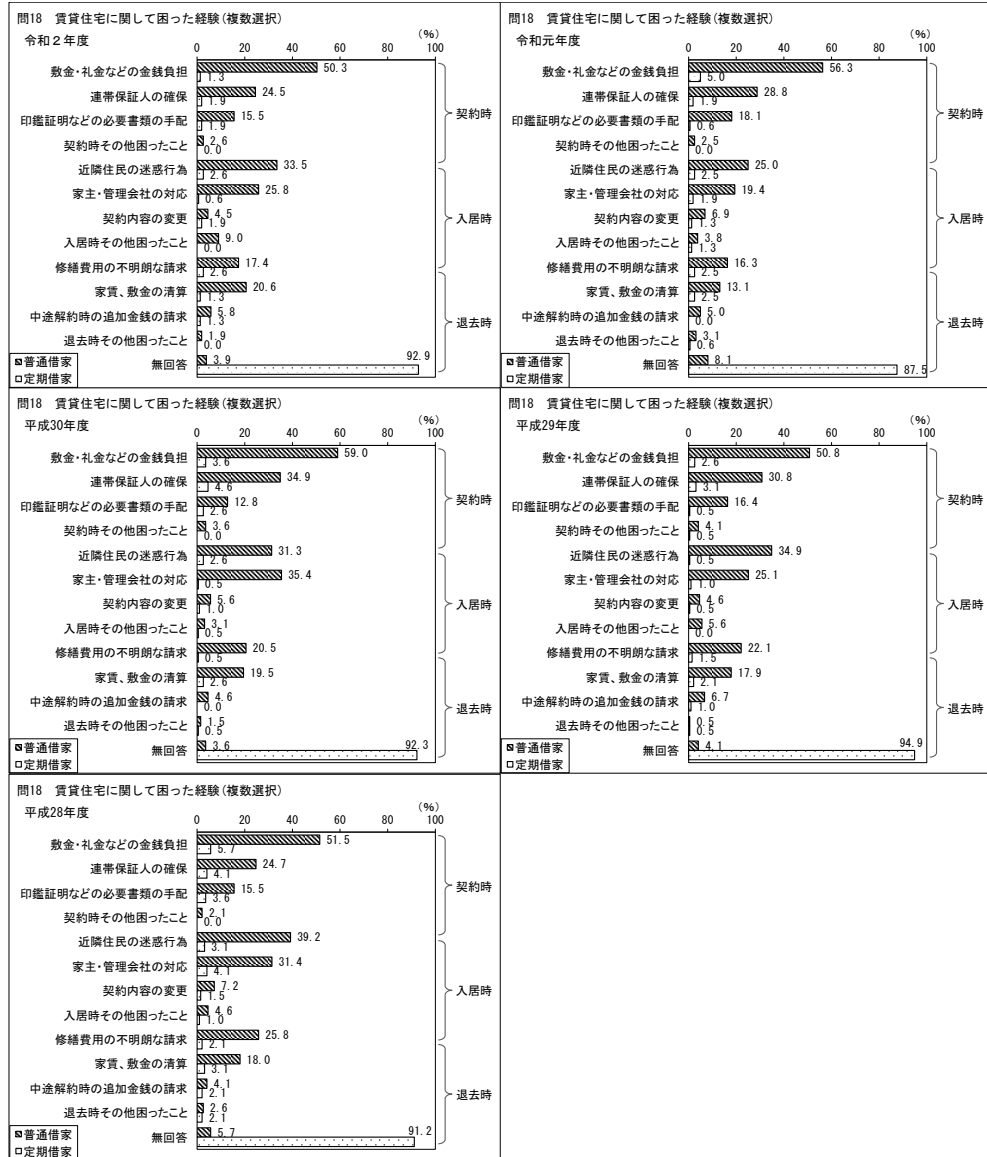 問18 賃貸住宅に関して困った経験(複数選択)
令和２年度
(%)
0 20 40 60 80 100
敷金・礼金などの金銭負担 50.3
1.3
連帯保証人の確保 24.5
1.9
印鑑証明などの必要書類の手配 15.5
1.9
契約時その他困ったこと 2.6
0.0
近隣住民の迷惑行為 33.5
2.6
家主・管理会社の対応 25.8
0.6
契約内容の変更 4.5
1.9
入居時その他困ったこと 9.0
0.0
修繕費用の不明朗な請求 17.4
2.6
家賃、敷金の清算 20.6
1.3
中途解約時の追加金銭の請求 5.8
1.3
退去時その他困ったこと 1.9
0.0
無回答 3.9
92.9
契約時
入居時
退去時
普通借家
定期借家
問18 賃貸住宅に関して困った経験(複数選択)
令和元年度
(%)
0 20 40 60 80 100
敷金・礼金などの金銭負担 56.3
5.0
連帯保証人の確保 28.8
1.9
印鑑証明などの必要書類の手配 18.1
0.6
契約時その他困ったこと 2.5
0.0
近隣住民の迷惑行為 25.0
2.5
家主・管理会社の対応 19.4
1.9
契約内容の変更 6.9
1.3
入居時その他困ったこと 3.8
1.3
修繕費用の不明朗な請求 16.3
2.5
家賃、敷金の清算 13.1
2.5
中途解約時の追加金銭の請求 5.0
0.0
退去時その他困ったこと 3.1
0.6
無回答 8.1
87.5
契約時
入居時
退去時
普通借家
定期借家
問18 賃貸住宅に関して困った経験(複数選択)
平成30年度
(%)
0 20 40 60 80 100
敷金・礼金などの金銭負担 59.0
3.6
連帯保証人の確保 34.9
4.6
印鑑証明などの必要書類の手配 12.8
2.6
契約時その他困ったこと 3.6
0.0
近隣住民の迷惑行為 31.3
2.6
家主・管理会社の対応 35.4
0.5
契約内容の変更 5.6
1.0
入居時その他困ったこと 3.1
0.5
修繕費用の不明朗な請求 20.5
0.5
家賃、敷金の清算 19.5
2.6
中途解約時の追加金銭の請求 4.6
0.0
退去時その他困ったこと 1.5
0.5
無回答 3.6
92.3
契約時
入居時
退去時
普通借家
定期借家
問18 賃貸住宅に関して困った経験(複数選択)
平成29年度
(%)
0 20 40 60 80 100
敷金・礼金などの金銭負担 50.8
2.6
連帯保証人の確保 30.8
3.1
印鑑証明などの必要書類の手配 16.4
0.5
契約時その他困ったこと 4.1
0.5
近隣住民の迷惑行為 34.9
0.5
家主・管理会社の対応 25.1
1.0
契約内容の変更 4.6
0.5
入居時その他困ったこと 5.6
0.0
修繕費用の不明朗な請求 22.1
1.5
家賃、敷金の清算 17.9
2.1
中途解約時の追加金銭の請求 6.7
1.0
退去時その他困ったこと 0.5
0.5
無回答 4.1
94.9
契約時
入居時
退去時
普通借家
定期借家
問18 賃貸住宅に関して困った経験(複数選択)
平成28年度
(%)
0 20 40 60 80 100
敷金・礼金などの金銭負担 51.5
5.7
連帯保証人の確保 24.7
4.1
印鑑証明などの必要書類の手配 15.5
3.6
契約時その他困ったこと 2.1
0.0
近隣住民の迷惑行為 39.2
3.1
家主・管理会社の対応 31.4
4.1
契約内容の変更 7.2
1.5
入居時その他困ったこと 4.6
1.0
修繕費用の不明朗な請求 25.8
2.1
家賃、敷金の清算 18.0
3.1
中途解約時の追加金銭の請求 4.1
2.1
退去時その他困ったこと 2.6
2.1
無回答 5.7
91.2
契約時
入居時
退去時
普通借家
定期借家